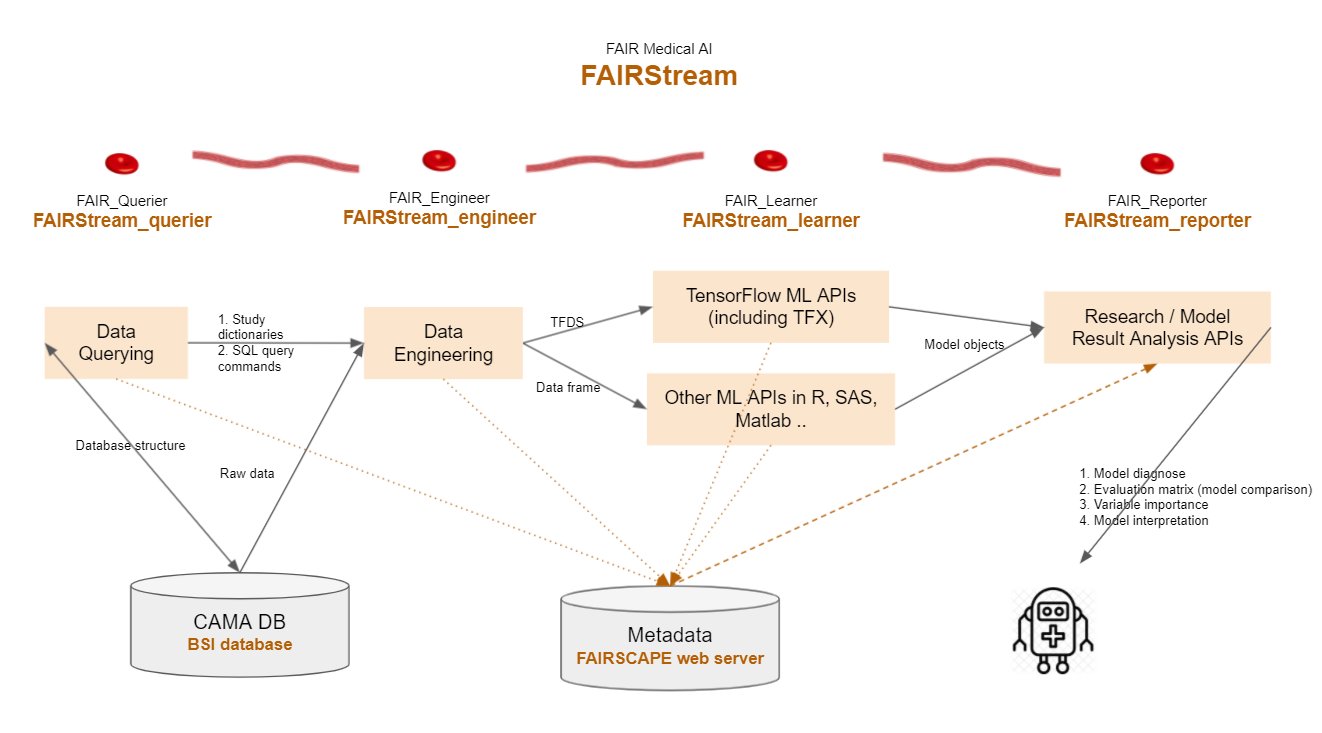 FAIR Medical AI
FAIRStream
FAIR_Querier
FAIRStream_querier
FAIR_Engineer
FAIRStream_engineer
FAIR_Learner
FAIRStream_learner
FAIR_Reporter
FAIRStream_reporter
Data
Querying
1. Study
dictionaries
2. SQL query
commands
Data
Engineering
TFDS
Data frame
TensorFlow ML APIs
(including TFX)
Other ML APIs in R, SAS,
Matlab ..
Model objects
Research / Model
Result Analysis APIs
Database structure
Raw data
1. Model diagnose
2. Evaluation matrix (model comparison)
3. Variable importance
4. Model interpretation
CAMA DB
BSI database
Metadata
FAIRSCAPE web server